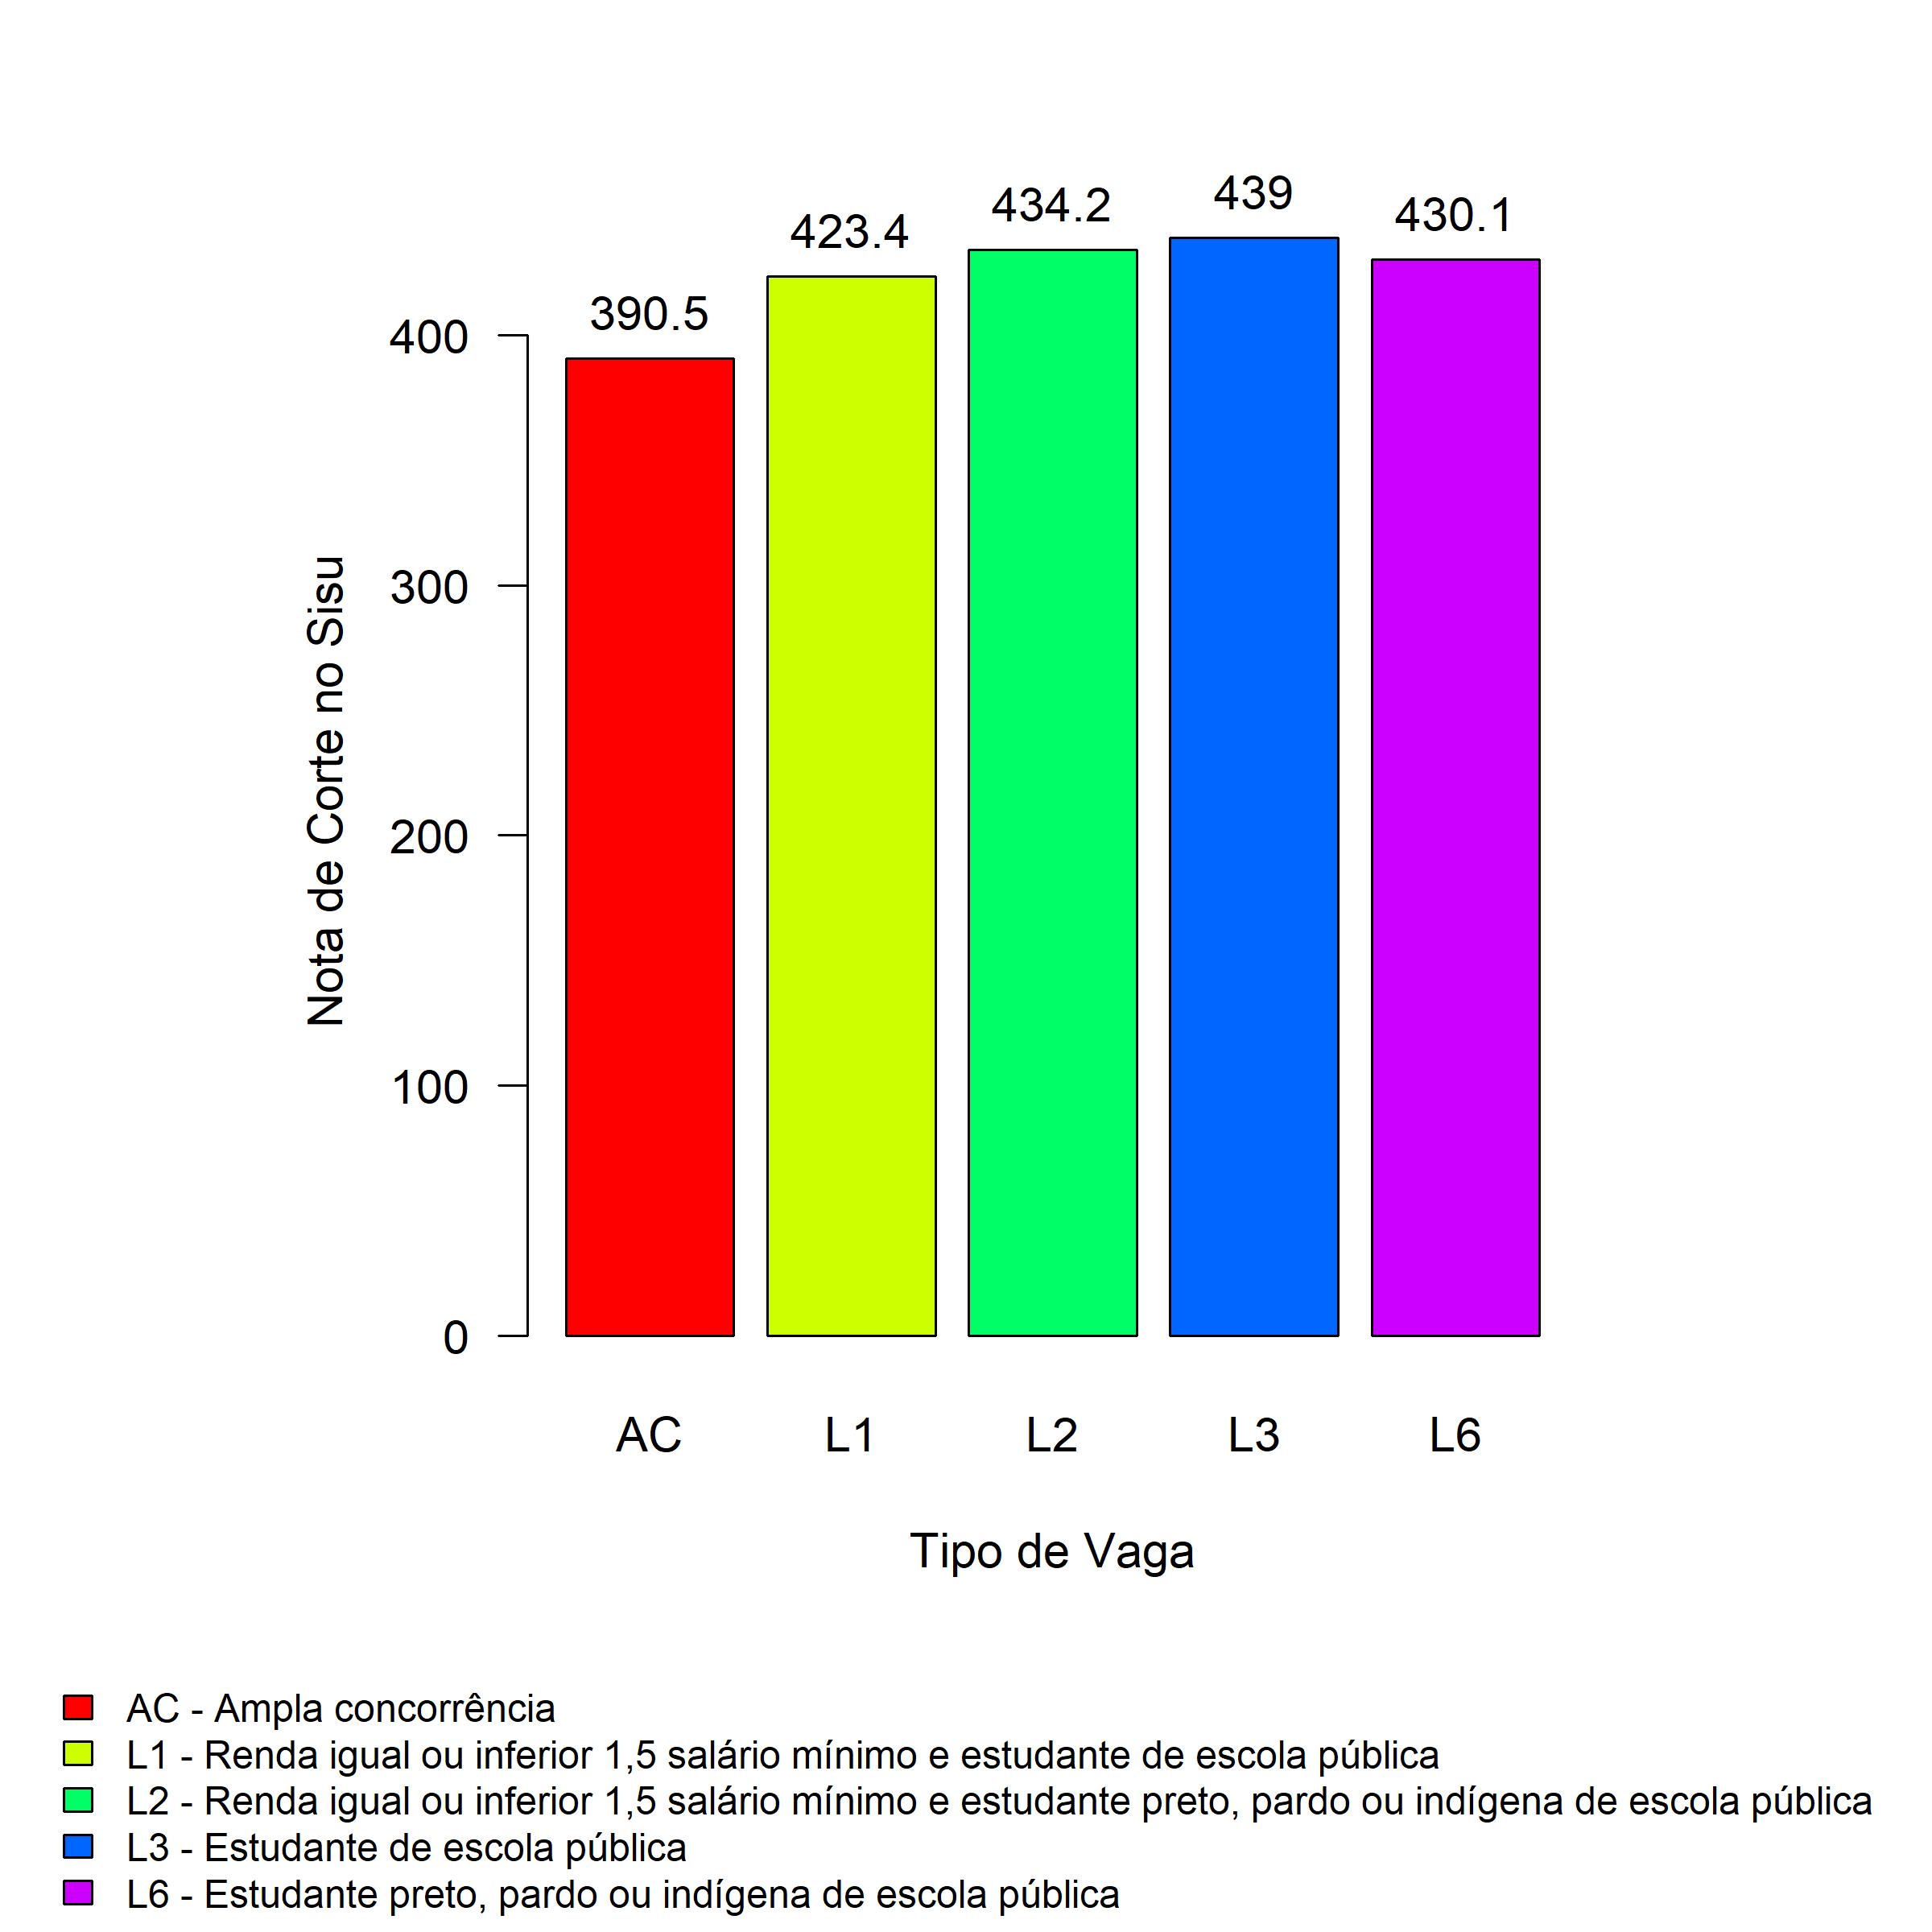 390.5
423.4
434.2
439
430.1
400
300
200
100
0
Nota de Corte no Sisu
AC
L1
L2
L3
L6
Tipo de Vaga
AC - Ampla concorrência
L1 - Renda igual ou inferior 1,5 salário mínimo e estudante de escola pública
L2 - Renda igual ou inferior 1,5 salário mínimo e estudante preto, pardo ou indígena de escola pública
L3 - Estudante de escola pública
L6 - Estudante preto, pardo ou indígena de escola pública